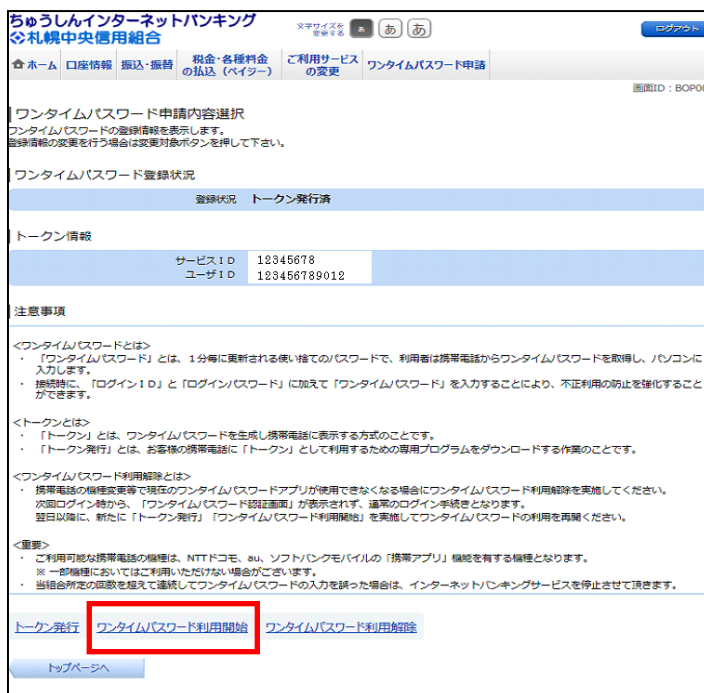 ちゅうしんインターネットバンキング
札幌中央信用組合
文字サイズを
変更する
あ あ あ
ログアウト
ホーム 口座情報 振込・振替 税金・各種料金の払込（ペイジー） ご利用サービスの変更 ワンタイムパスワード申請
画面ID：BOP00
ワンタイムパスワード申請内容選択
ワンタイムパスワードの登録情報を表示します。
登録情報の変更を行う場合は変更対象ボタンを押して下さい。
ワンタイムパスワード登録状況
登録状況 トークン発行済
トークン情報
サービスＩＤ 12345678
ユーザＩＤ 123456789012
注意事項
<ワンタイムパスワードとは>
・ 「ワンタイムパスワード」とは、１分毎に更新される使い捨てのパスワードで、利用者は携帯電話からワンタイムパスワードを取得し、パソコンに
入力します。
・ 接続時に、「ログインＩＤ」と「ログインパスワード」に加えて「ワンタイムパスワード」を入力することにより、不正利用の防止を強化すること
ができます。
<トークンとは>
・ 「トークン」とは、ワンタイムパスワードを生成し携帯電話に表示する方式のことです。
・ 「トークン発行」とは、お客様の携帯電話に「トークン」として利用するための専用プログラムをダウンロードする作業のことです。
<ワンタイムパスワード利用解除とは>
・ 携帯電話の機種変更等で現在のワンタイムパスワードアプリが使用できなくなる場合にワンタイムパスワード利用解除を実施してください。
次回ログイン時から、「ワンタイムパスワード認証画面」が表示されず、通常のログイン手続きとなります。
翌日以降に、新たに「トークン発行」「ワンタイムパスワード利用開始」を実施してワンタイムパスワードの利用を再開ください。
<重要>
・ ご利用可能な携帯電話の機種は、NTTドコモ、au、ソフトバンクモバイルの「携帯アプリ」機能を有する機種となります。
※ 一部機種においてはご利用いただけない場合がございます。
・ 当組合所定の回数を超えて連続してワンタイムパスワードの入力を誤った場合は、インターネットバンキングサービスを停止させて頂きます。
トークン発行 ワンタイムパスワード利用開始 ワンタイムパスワード利用解除
トップページへ